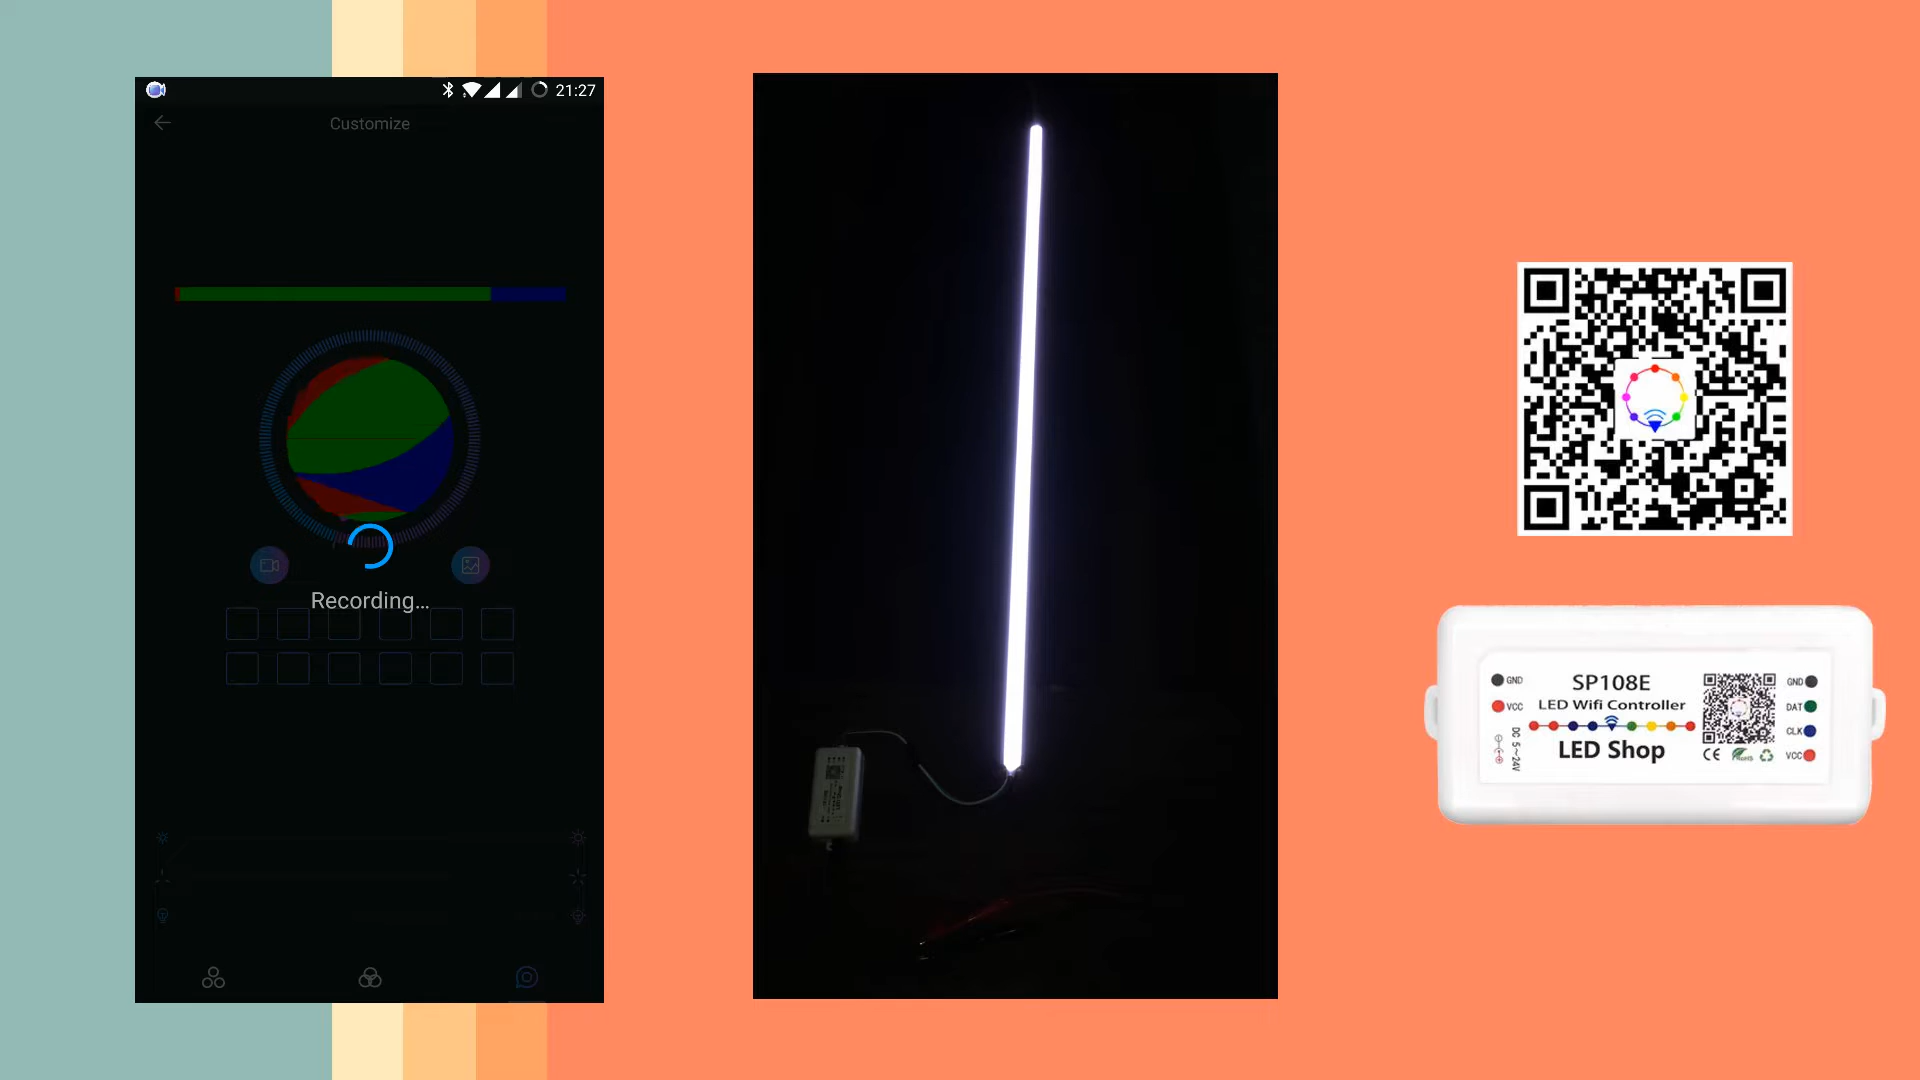 21:27
Customize
Recording...
GND
VCC
DC 5~24V
SP108E
LED Wifi Controller
LED Shop
CE
RoHS
GND
DAT
CLK
VCC